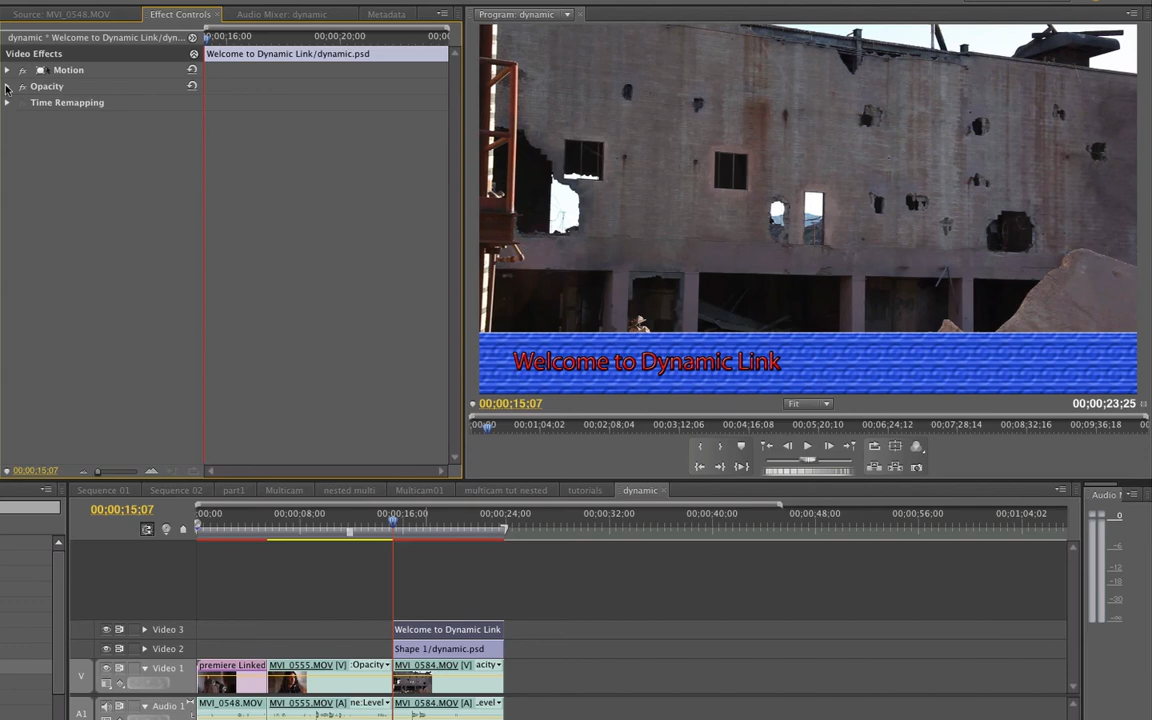 Source: MVI_0548.MOV
Effect Controls
Audio Mixer: dynamic
Metadata
Program: dynamic
dynamic * Welcome to Dynamic Link/dyn...
;00;16;00
00;00;20;00
00;00
Video Effects
Welcome to Dynamic Link/dynamic.psd
fx Motion
fx Opacity
Time Remapping
Welcome to Dynamic Link
00;00;15;07
Fit
00;00;23;25
;00;00
00;01;04;02
00;02;08;04
00;03;12;06
00;04;16;08
00;05;20;10
00;06;24;12
00;07;28;14
00;08;32;16
00;09;36;18
00
00;00;15;07
Sequence 01
Sequence 02
part1
Multicam
nested multi
Multicam01
multicam tut nested
tutorials
dynamic
Audio
00;00;15;07
;00;00
00;00;08;00
00;00;16;00
00;00;24;00
00;00;32;00
00;00;40;00
00;00;48;00
00;00;56;00
00;01;04;02
0
-6
-12
-18
-30
Video 3
Welcome to Dynamic Link
Video 2
Shape 1/dynamic.psd
V
Video 1
premiere Linked
MVI_0555.MOV [V] :Opacity
MVI_0584.MOV [V] acity
A1
Audio 1
MVI_0548.MOV
MVI_0555.MOV [A] ne:Level
MVI_0584.MOV [A] .evel